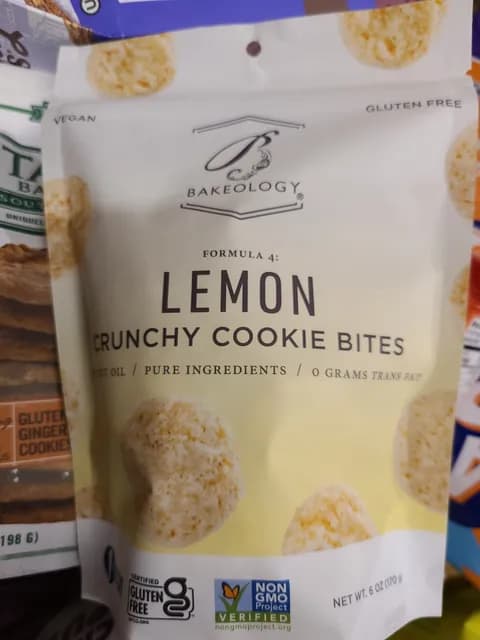 VEGAN
GLUTEN FREE
B
BAKEOLOGY®
FORMULA 4:
LEMON
CRUNCHY COOKIE BITES
OIL / PURE INGREDIENTS / 0 GRAMS TRANS FAT
GLUTEN
GINGER
COOKIES
198 G)
CERTIFIED
GLUTEN
FREE
g
NON
GMO
Project
VERIFIED
nongmoproject.org
NET WT. 6 OZ (170 g)